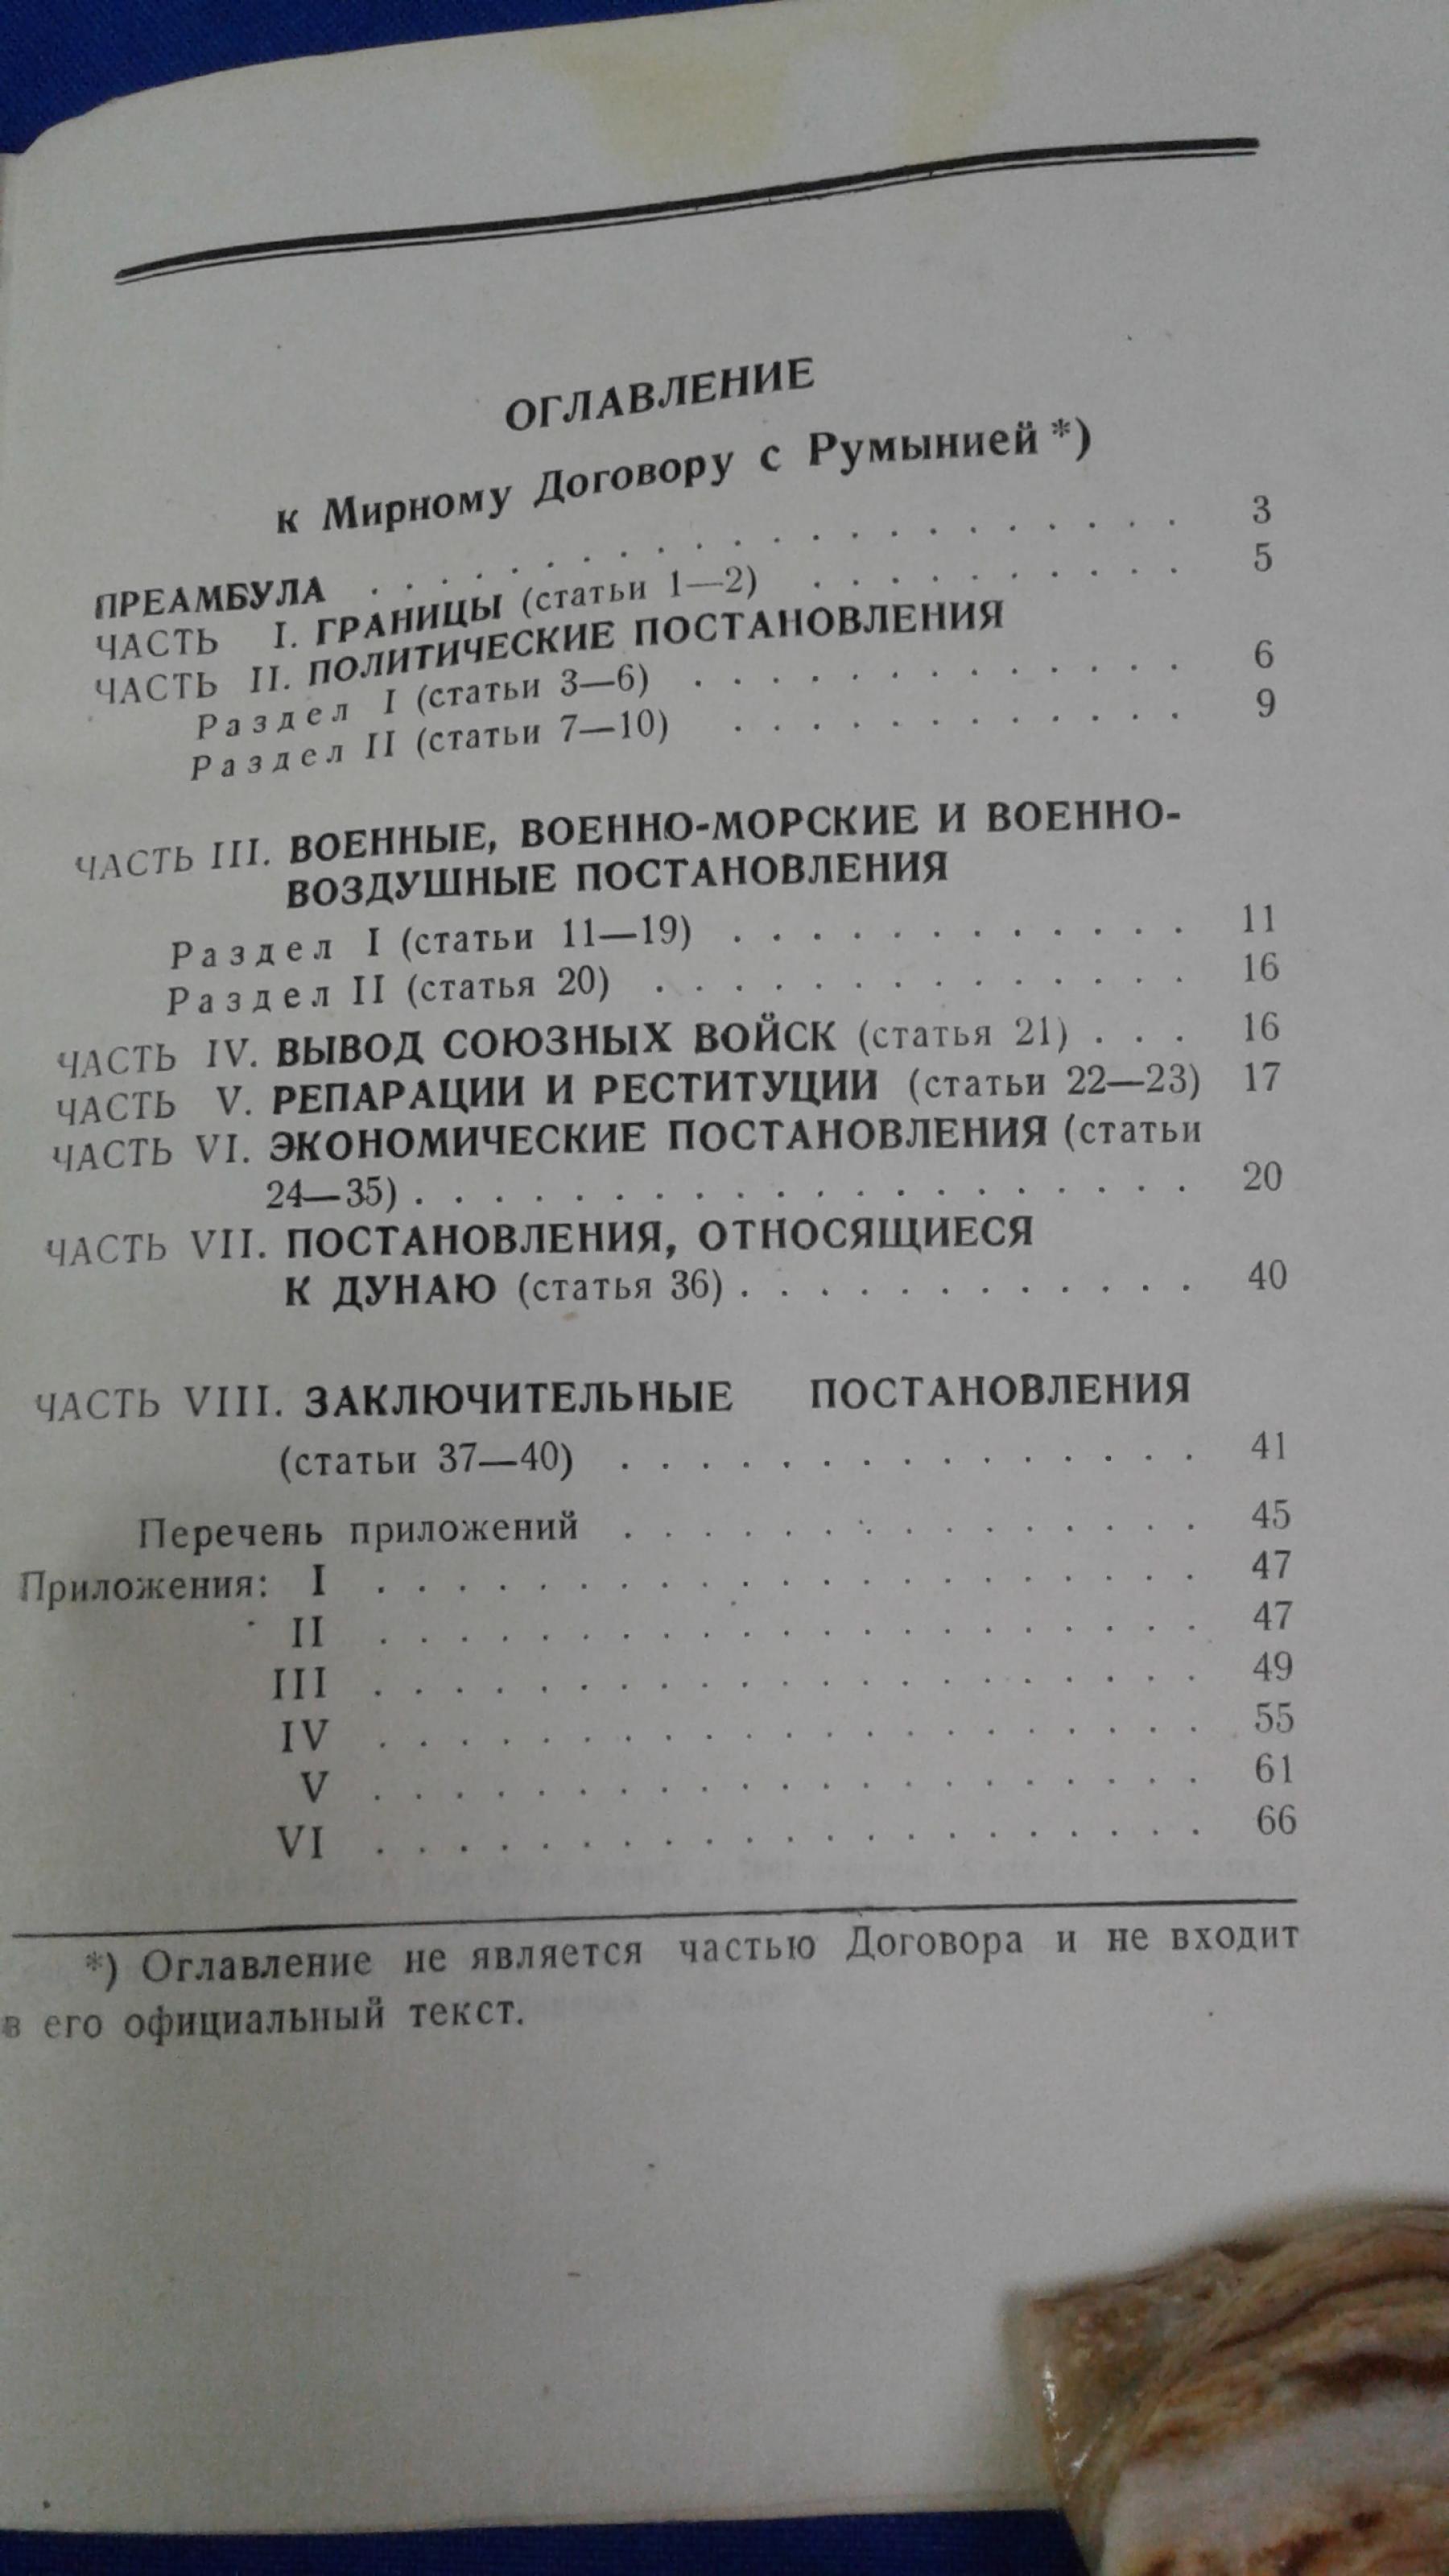 ОГЛАВЛЕНИЕ
к Мирному Договору с Румынией *)
ПРЕАМБУЛА . . . . . . . . . . . . . . . . 3
ЧАСТЬ I. ГРАНИЦЫ (статьи 1—2) . . . . . . . . . . 5
ЧАСТЬ II. ПОЛИТИЧЕСКИЕ ПОСТАНОВЛЕНИЯ
Раздел I (статьи 3—6) . . . . . . . . . . . . . 6
Раздел II (статьи 7—10) . . . . . . . . . . . . 9
ЧАСТЬ III. ВОЕННЫЕ, ВОЕННО-МОРСКИЕ И ВОЕННО-
ВОЗДУШНЫЕ ПОСТАНОВЛЕНИЯ
Раздел I (статьи 11—19) . . . . . . . . . . . . 11
Раздел II (статья 20) . . . . . . . . . . . . . . 16
ЧАСТЬ IV. ВЫВОД СОЮЗНЫХ ВОЙСК (статья 21) . . . 16
ЧАСТЬ V. РЕПАРАЦИИ И РЕСТИТУЦИИ (статьи 22—23) 17
ЧАСТЬ VI. ЭКОНОМИЧЕСКИЕ ПОСТАНОВЛЕНИЯ (статьи
24—35) . . . . . . . . . . . . . . . . . . . . 20
ЧАСТЬ VII. ПОСТАНОВЛЕНИЯ, ОТНОСЯЩИЕСЯ
К ДУНАЮ (статья 36) . . . . . . . . . . . . 40
ЧАСТЬ VIII. ЗАКЛЮЧИТЕЛЬНЫЕ ПОСТАНОВЛЕНИЯ
(статьи 37—40) . . . . . . . . . . . . . . . 41
Перечень приложений . . . . . . . . . . . . . . . 45
Приложения: I . . . . . . . . . . . . . . . . . . . . . 47
II . . . . . . . . . . . . . . . . . . . . . 47
III . . . . . . . . . . . . . . . . . . . . . 49
IV . . . . . . . . . . . . . . . . . . . . . 55
V . . . . . . . . . . . . . . . . . . . . . 61
VI . . . . . . . . . . . . . . . . . . . . . 66
*) Оглавление не является частью Договора и не входит
в его официальный текст.